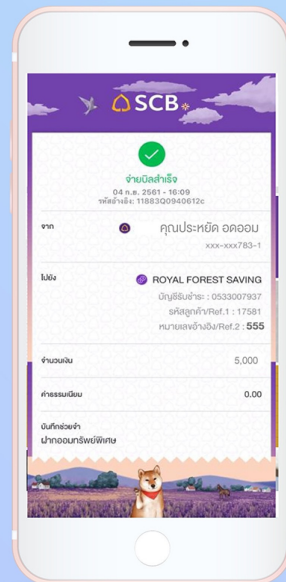 SCB
จ่ายบิลสำเร็จ
04 ก.ย. 2561 - 16:09
รหัสอ้างอิง: 11883Q0940612c
จาก
คุณประหยัด อดออม
xxx-xxx783-1
ไปยัง
ROYAL FOREST SAVING
บัญชีรับชำระ : 0533007937
รหัสลูกค้า/Ref.1 : 17581
หมายเลขอ้างอิง/Ref.2 : 555
จำนวนเงิน 5,000
ค่าธรรมเนียม 0.00
บันทึกช่วยจำ
ฝากออมทรัพย์พิเศษ